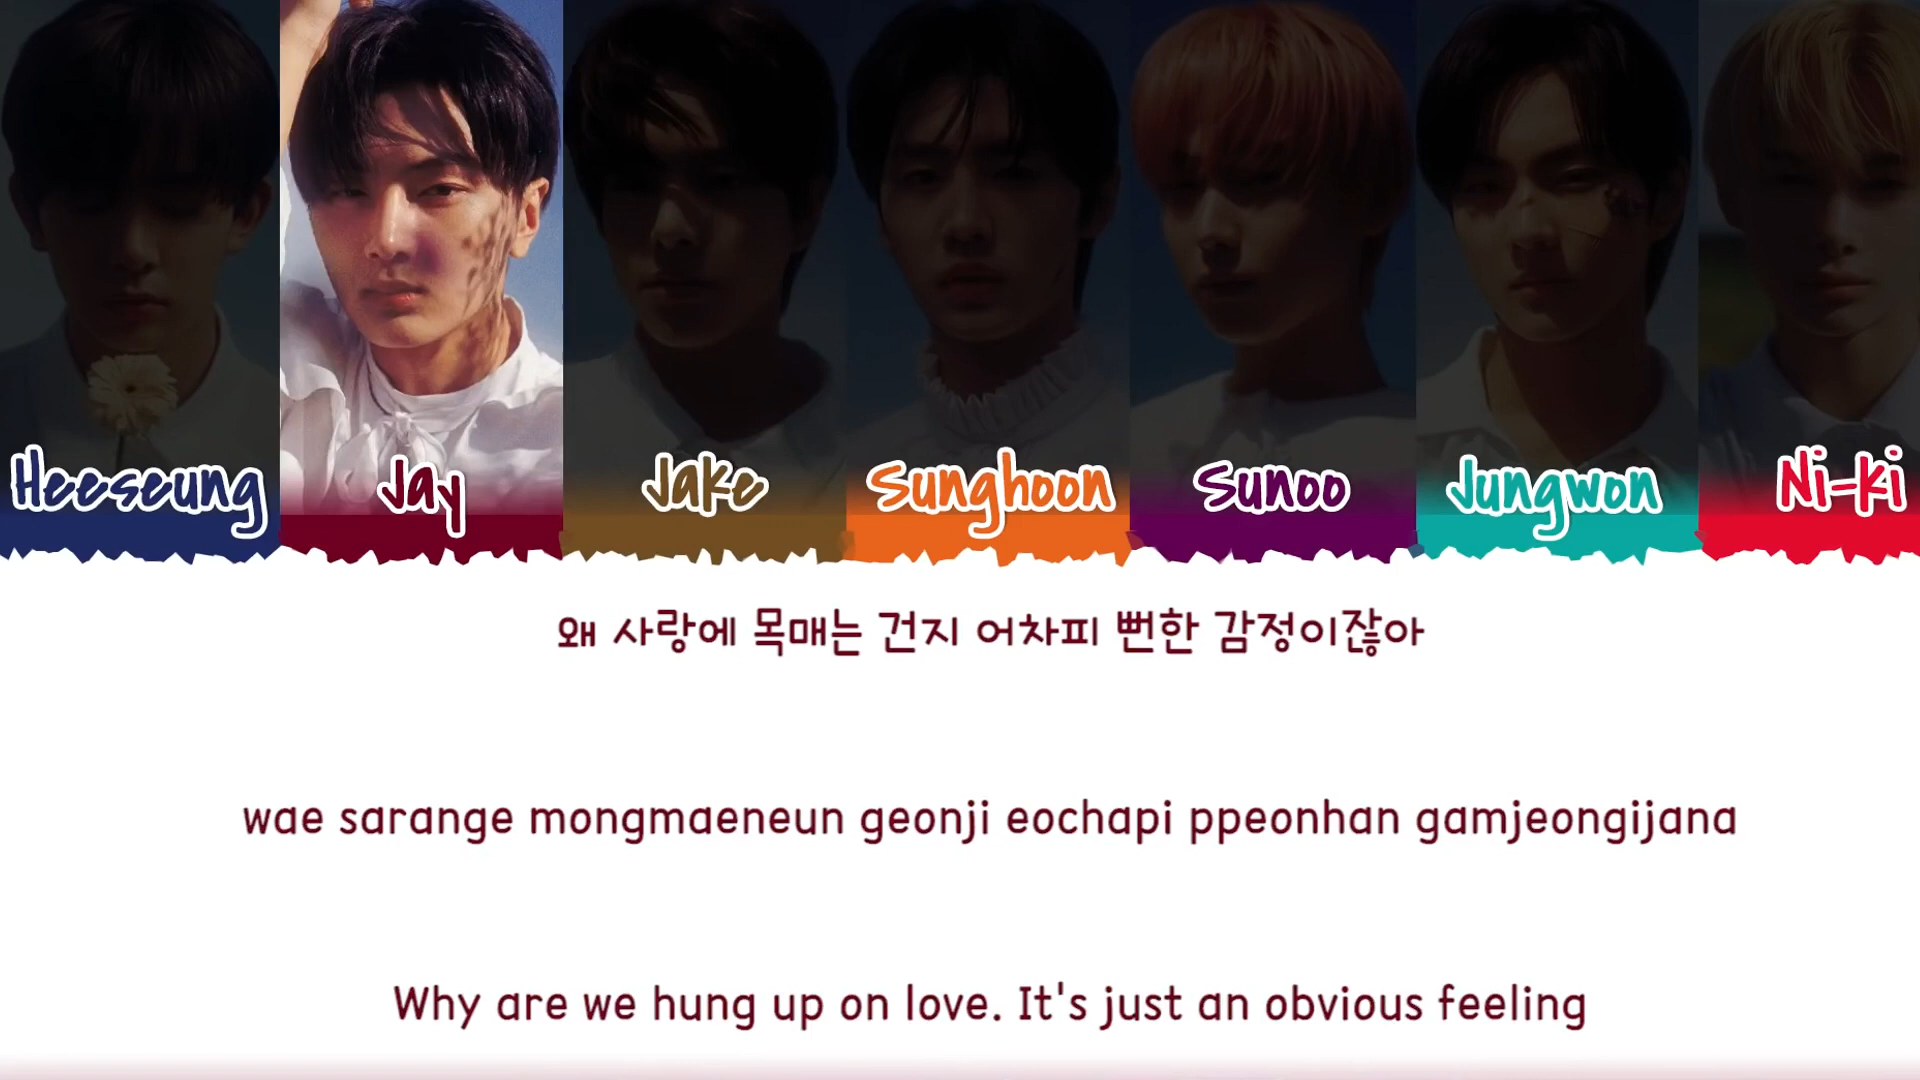 Heeseung Jay Jake Sunghoon Sunoo Jungwon Ni-Ki
왜 사랑에 목매는 건지 어차피 뻔한 감정이잖아
wae sarange mongmaeneun geonji eochapi ppeonhan gamjeongijana
Why are we hung up on love. It's just an obvious feeling